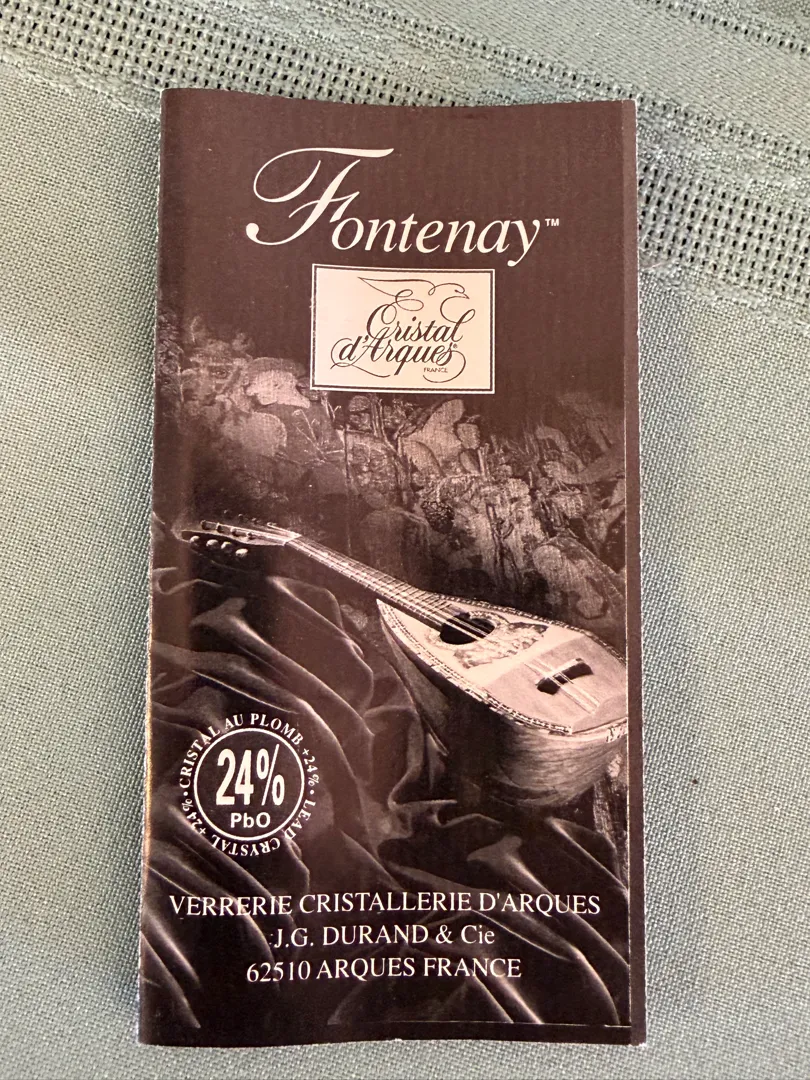 Fontenay™
Cristal
d'Arques®
FRANCE
CRISTAL AU PLOMB +24% • LEAD CRYSTAL +24% •
24%
PbO
VERRERIE CRISTALLERIE D'ARQUES
J.G. DURAND & Cie
62510 ARQUES FRANCE